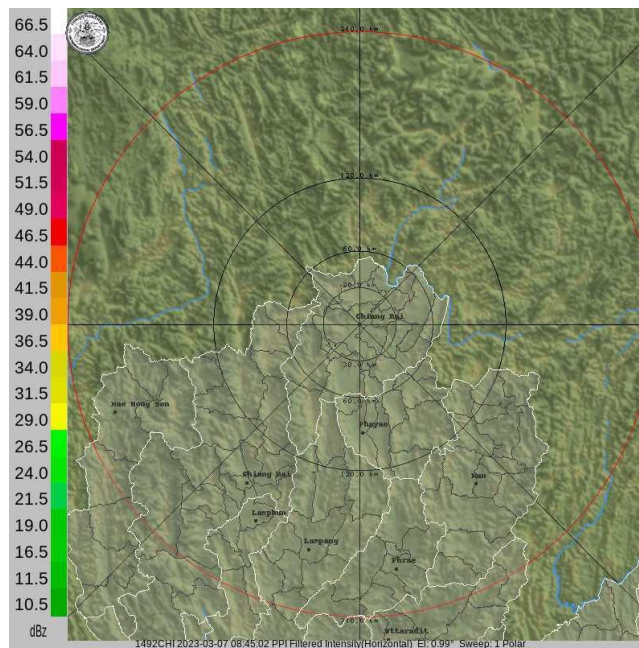 66.5
64.0
61.5
59.0
56.5
54.0
51.5
49.0
46.5
44.0
41.5
39.0
36.5
34.0
31.5
29.0
26.5
24.0
21.5
19.0
16.5
11.5
10.5
dBz
240.0 km
120.0 km
60.0 km
Chiang Rai
30.0 km
60.0 km
Mae Hong Son
Phayao
120.0 km
Chiang Mai
Nan
Lamphun
Lampang
Phrae
240.0 km
Uttaradit
1492CHI 2023-03-07 08:45:02 PPI Filtered Intensity(Horizontal) El: 0.99° Sweep: 1 Polar